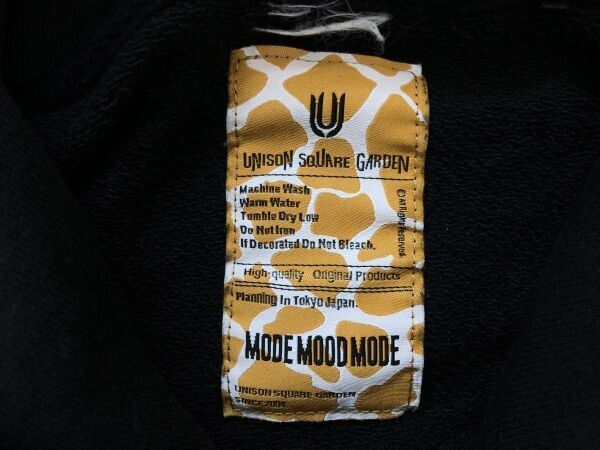 U
UNISON SQUARE GARDEN
Machine Wash
Warm Water
Tumble Dry Low
Do Not Iron
If Decorated Do Not Bleach.
High-quality Original Products
Planning In Tokyo Japan.
MODE MOOD MODE
UNISON SQUARE GARDEN
SINCE2004